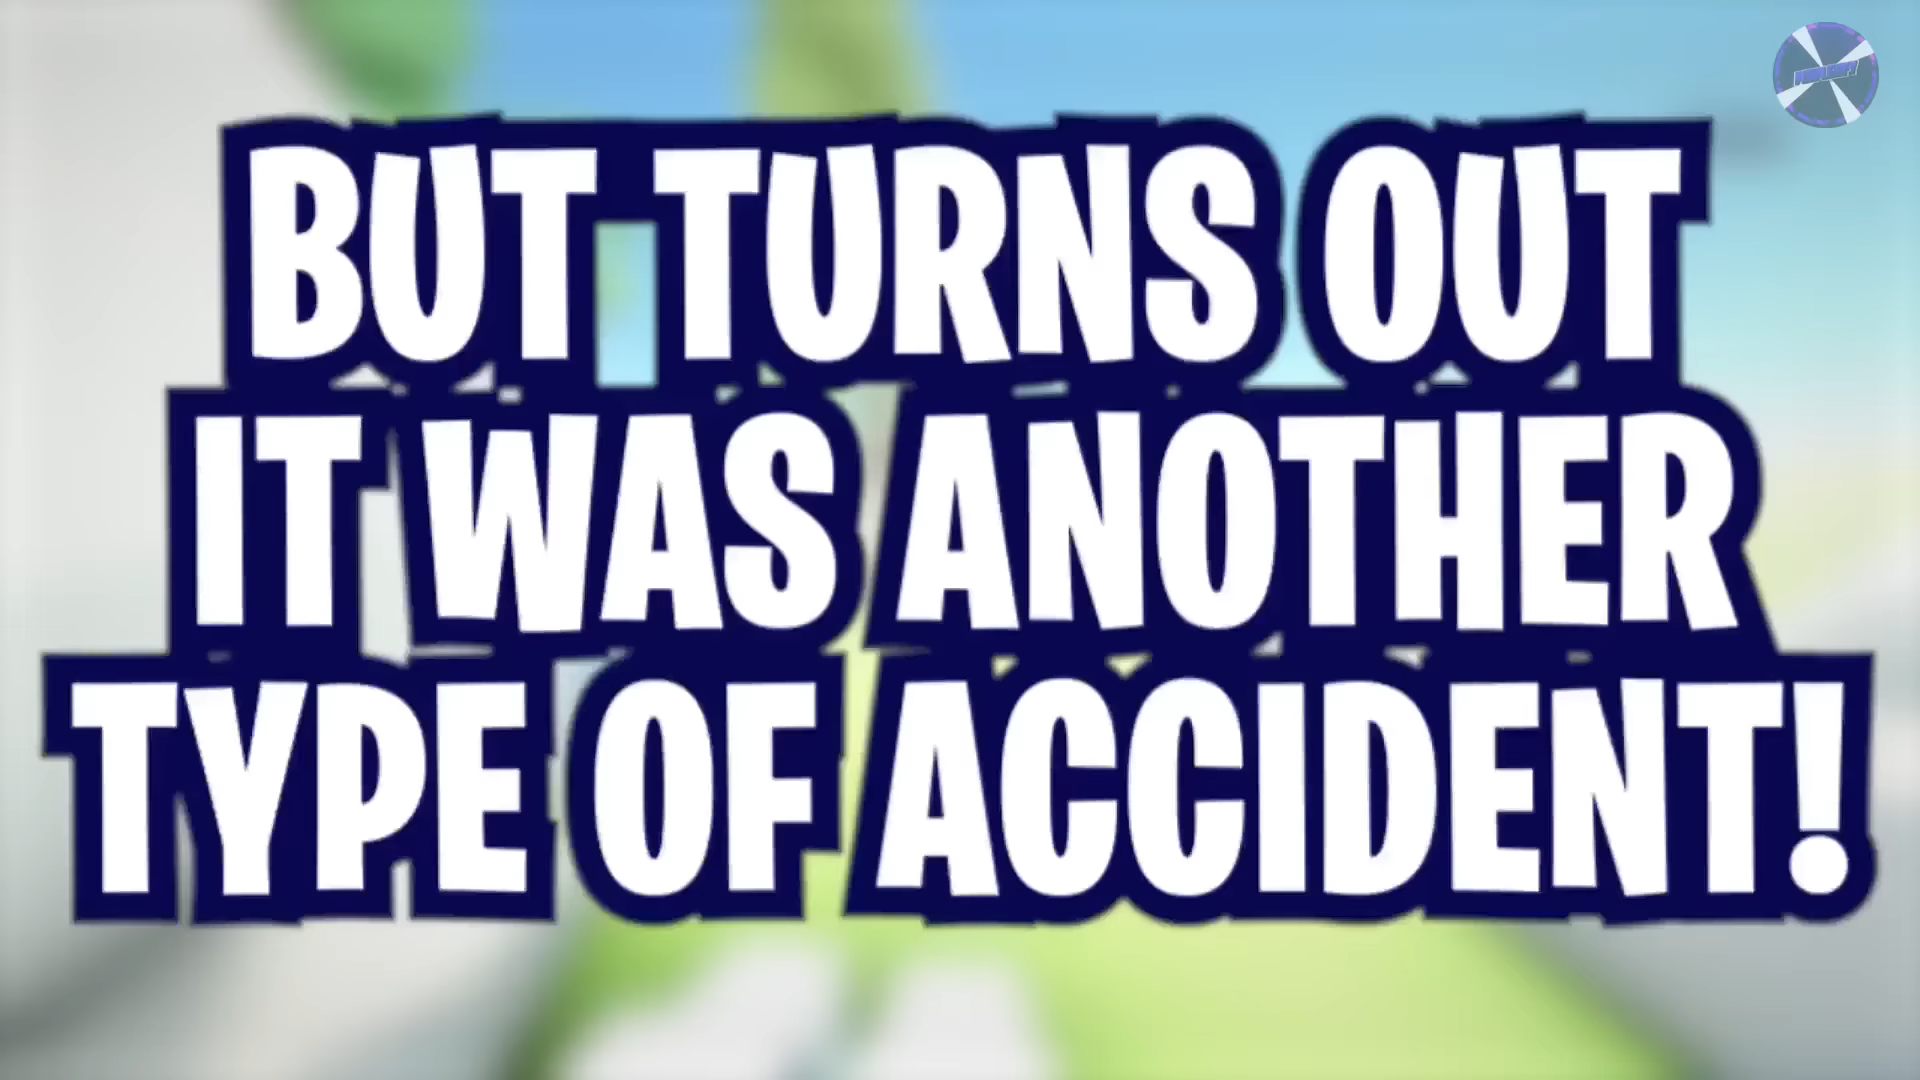 BUT TURNS OUT
IT WAS ANOTHER
TYPE OF ACCIDENT!